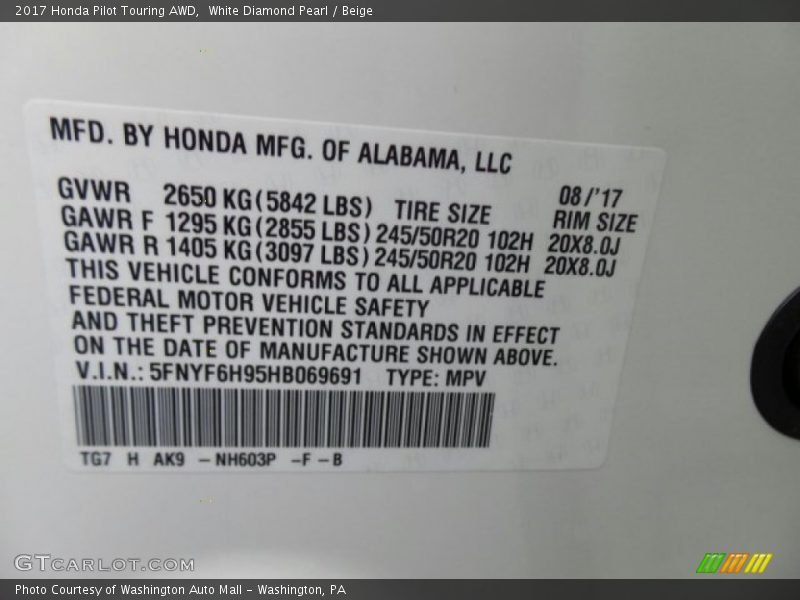 2017 Honda Pilot Touring AWD,  White Diamond Pearl / Beige
MFD. BY HONDA MFG. OF ALABAMA, LLC
08/'17
GVWR 2650 KG(5842 LBS) TIRE SIZE RIM SIZE
GAWR F 1295 KG(2855 LBS) 245/50R20 102H 20X8.0J
GAWR R 1405 KG(3097 LBS) 245/50R20 102H 20X8.0J
THIS VEHICLE CONFORMS TO ALL APPLICABLE
FEDERAL MOTOR VEHICLE SAFETY
AND THEFT PREVENTION STANDARDS IN EFFECT
ON THE DATE OF MANUFACTURE SHOWN ABOVE.
V.I.N.: 5FNYF6H95HB069691 TYPE: MPV
TG7 H AK9 – NH603P –F – B
GTCARLOT.COM
Photo Courtesy of Washington Auto Mall – Washington, PA